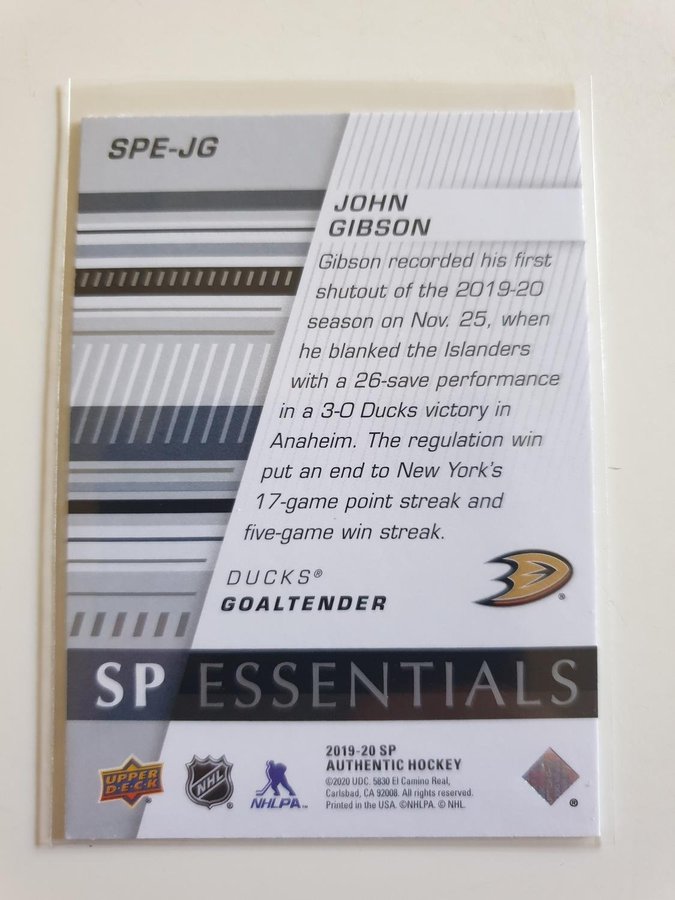 SPE-JG
JOHN
GIBSON
Gibson recorded his first
shutout of the 2019-20
season on Nov. 25, when
he blanked the Islanders
with a 26-save performance
in a 3-0 Ducks victory in
Anaheim. The regulation win
put an end to New York's
17-game point streak and
five-game win streak.
DUCKS®
GOALTENDER
®
SP ESSENTIALS
UPPER
DECK
NHL
®
NHLPA™
2019-20 SP
AUTHENTIC HOCKEY
©2020 UDC. 5830 El Camino Real,
Carlsbad, CA 92008. All rights reserved.
Printed in the USA. ©NHLPA. © NHL.
®